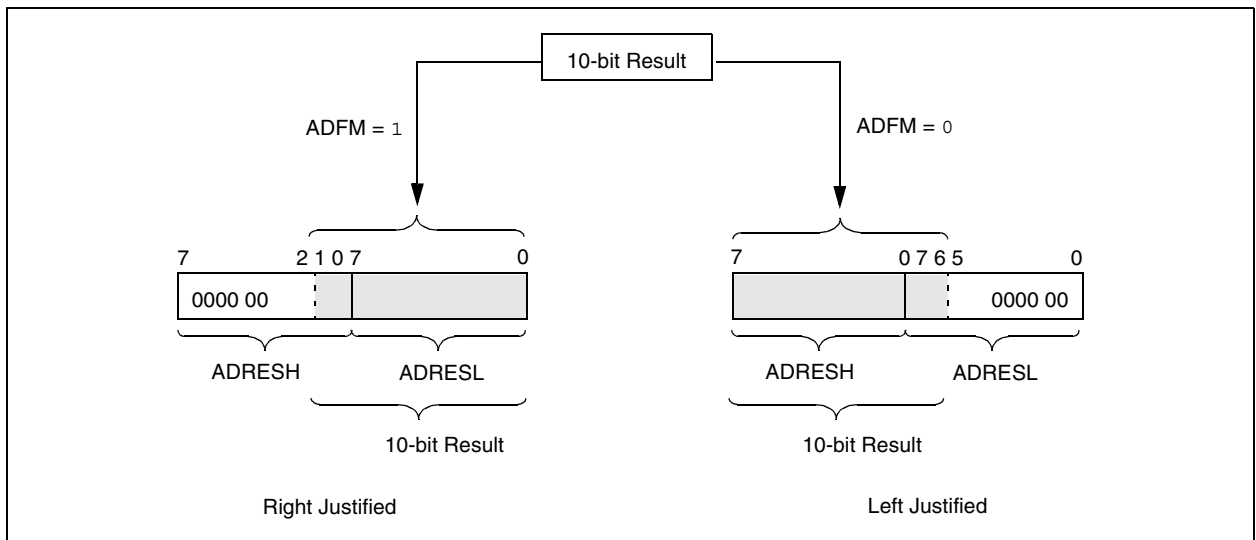 10-bit Result
ADFM = 1
ADFM = 0
7 2 1 0 7 0
7 0 7 6 5 0
0000 00
0000 00
ADRESH ADRESL
ADRESH ADRESL
10-bit Result
10-bit Result
Right Justified
Left Justified